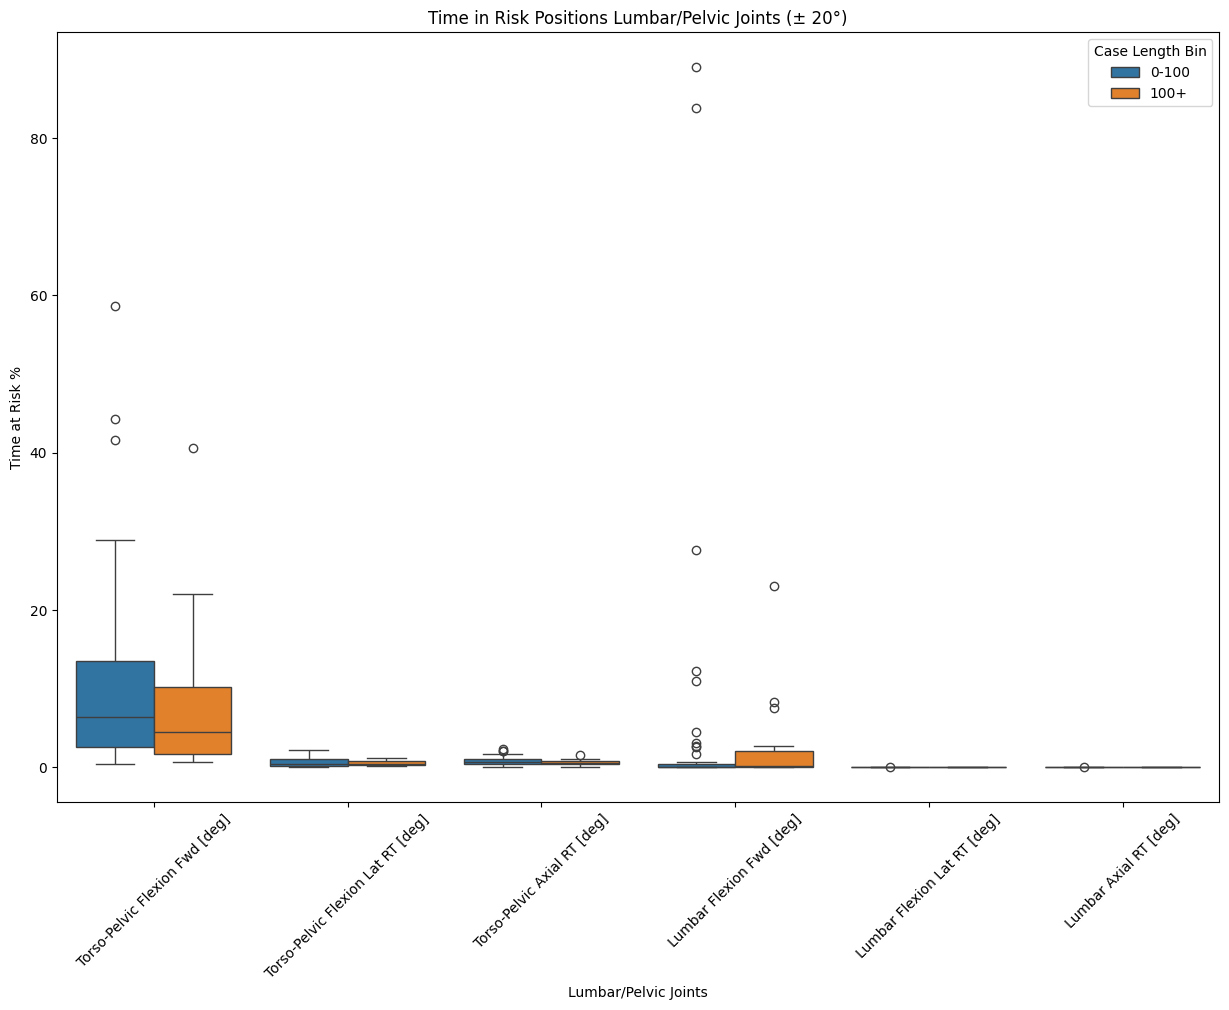 Time in Risk Positions Lumbar/Pelvic Joints (± 20°)
Case Length Bin
0-100
100+
Time at Risk %
80
60
40
20
0
Torso-Pelvic Flexion Fwd [deg]
Torso-Pelvic Flexion Lat RT [deg]
Torso-Pelvic Axial RT [deg]
Lumbar Flexion Fwd [deg]
Lumbar Flexion Lat RT [deg]
Lumbar Axial RT [deg]
Lumbar/Pelvic Joints